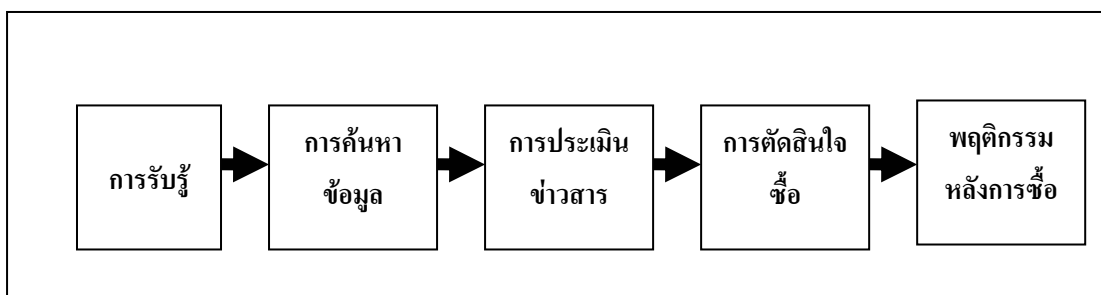 การรับรู้
การค้นหา
ข้อมูล
การประเมิน
ข่าวสาร
การตัดสินใจ
ซื้อ
พฤติกรรม
หลังการซื้อ